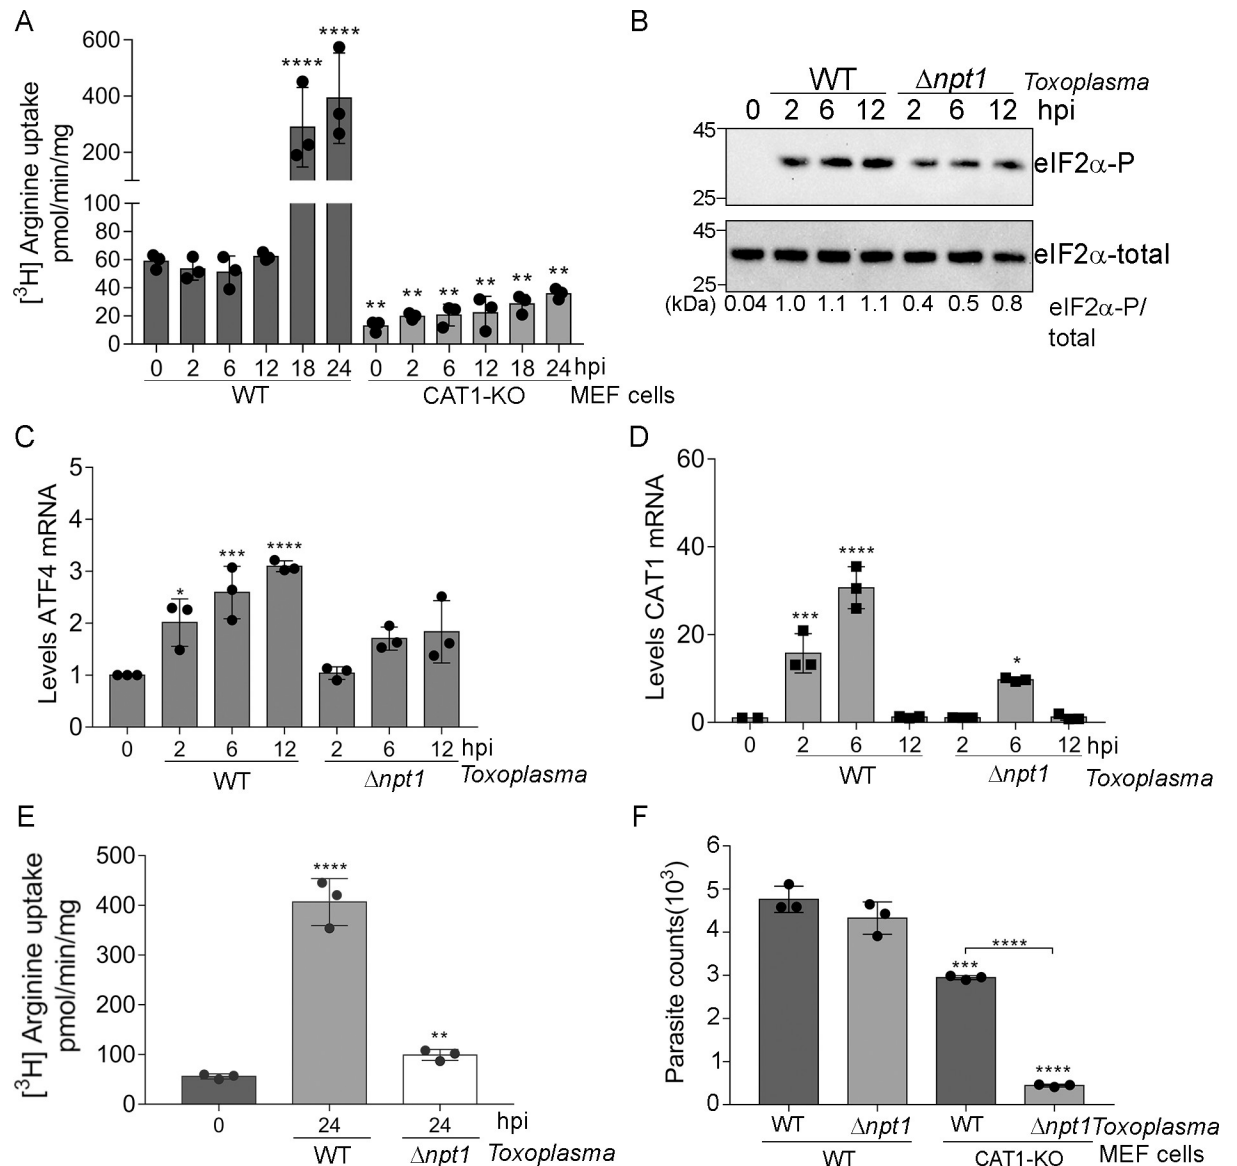 A
[³H] Arginine uptake
pmol/min/mg
600
400
200
100
80
60
40
20
0
****
****
**
**
**
**
**
**
0 2 6 12 18 24 0 2 6 12 18 24 hpi
WT CAT1-KO MEF cells
B
WT Δnpt1 Toxoplasma
0 2 6 12 2 6 12 hpi
45
25
eIF2α-P
45
25
eIF2α-total
(kDa) 0.04 1.0 1.1 1.1 0.4 0.5 0.8 eIF2α-P/
total
C
Levels ATF4 mRNA
5
4
3
2
1
0
*
***
****
0 2 6 12 2 6 12 hpi
WT Δnpt1 Toxoplasma
D
Levels CAT1 mRNA
60
40
20
0
***
****
*
0 2 6 12 2 6 12 hpi
WT Δnpt1 Toxoplasma
E
[³H] Arginine uptake
pmol/min/mg
500
400
300
200
100
0
****
**
0 24 24 hpi
WT Δnpt1 Toxoplasma
F
Parasite counts(10³)
6
5
4
3
2
1
0
****
***
****
WT Δnpt1 WT Δnpt1 Toxoplasma
WT CAT1-KO MEF cells